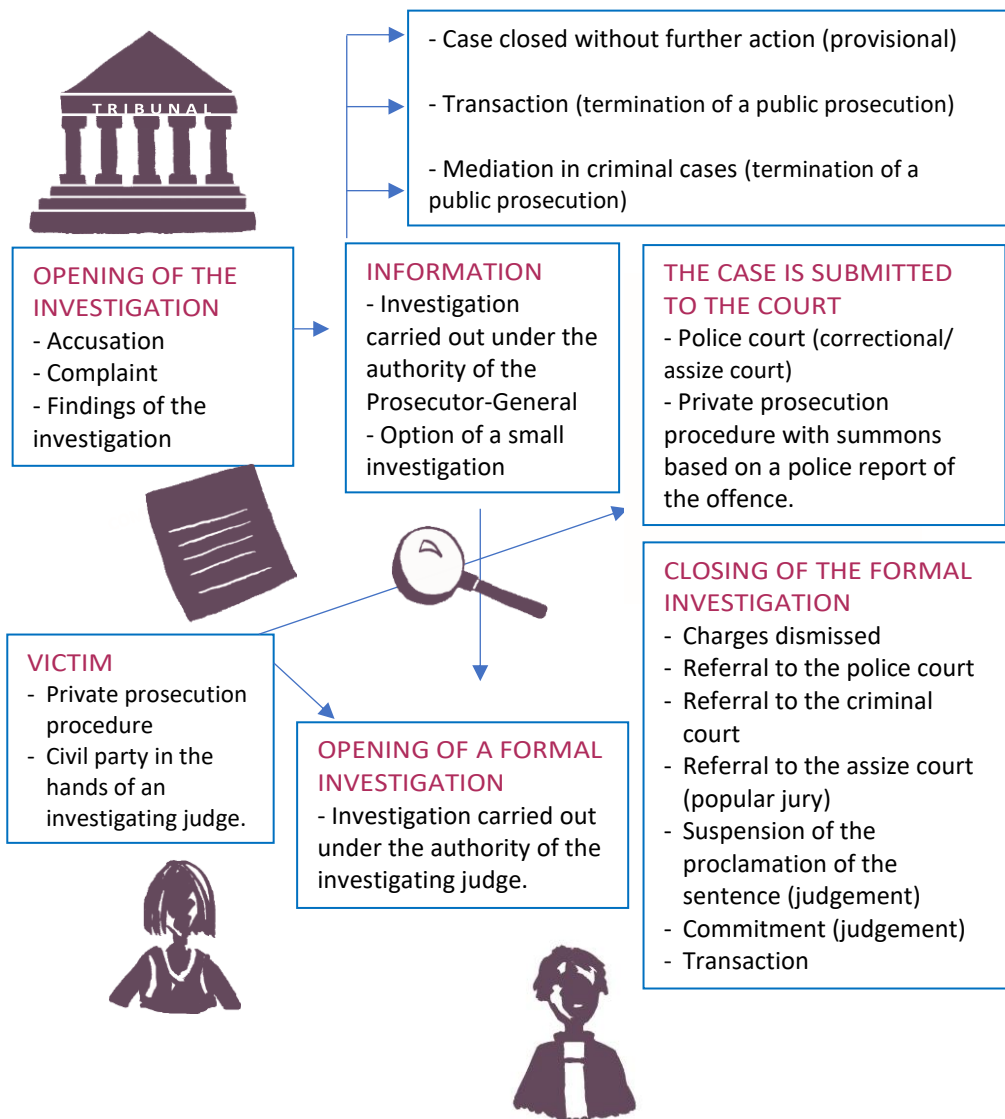 TRIBUNAL
- Case closed without further action (provisional)
- Transaction (termination of a public prosecution)
- Mediation in criminal cases (termination of a
public prosecution)
OPENING OF THE
INVESTIGATION
- Accusation
- Complaint
- Findings of the
investigation
INFORMATION
- Investigation
carried out under the
authority of the
Prosecutor-General
- Option of a small
investigation
THE CASE IS SUBMITTED
TO THE COURT
- Police court (correctional/
assize court)
- Private prosecution
procedure with summons
based on a police report of
the offence.
VICTIM
- Private prosecution
procedure
- Civil party in the
hands of an
investigating judge.
OPENING OF A FORMAL
INVESTIGATION
- Investigation carried out
under the authority of the
investigating judge.
CLOSING OF THE FORMAL
INVESTIGATION
- Charges dismissed
- Referral to the police court
- Referral to the criminal
court
- Referral to the assize court
(popular jury)
- Suspension of the
proclamation of the
sentence (judgement)
- Commitment (judgement)
- Transaction